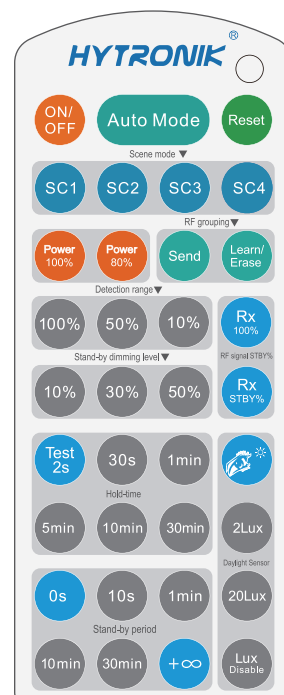 HYTRONIK®
ON/
OFF
Auto Mode
Reset
Scene mode ▼
SC1 SC2 SC3 SC4
RF grouping▼
Power
100%
Power
80%
Send
Learn/
Erase
Detection range▼
100% 50% 10%
Rx
100%
RF signal STBY%
Stand-by dimming level▼
10% 30% 50%
Rx
STBY%
Test
2s
30s 1min
Hold-time
5min 10min 30min
2Lux
Daylight Sensor
0s 10s 1min
20Lux
Stand-by period
10min 30min +∞
Lux
Disable